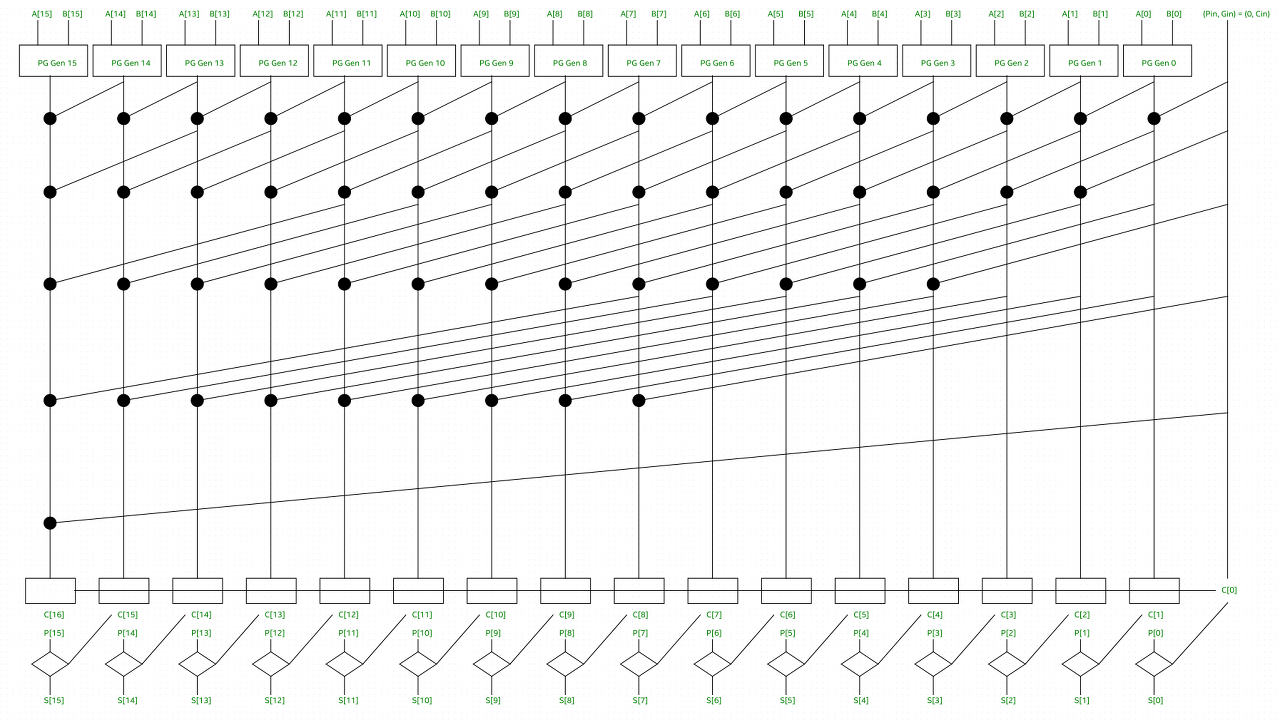 A[15] B[15] A[14] B[14] A[13] B[13] A[12] B[12] A[11] B[11] A[10] B[10] A[9] B[9] A[8] B[8] A[7] B[7] A[6] B[6] A[5] B[5] A[4] B[4] A[3] B[3] A[2] B[2] A[1] B[1] A[0] B[0] (Pin, Gin) = (0, Cin)
PG Gen 15 PG Gen 14 PG Gen 13 PG Gen 12 PG Gen 11 PG Gen 10 PG Gen 9 PG Gen 8 PG Gen 7 PG Gen 6 PG Gen 5 PG Gen 4 PG Gen 3 PG Gen 2 PG Gen 1 PG Gen 0
C[0]
C[16] C[15] C[14] C[13] C[12] C[11] C[10] C[9] C[8] C[7] C[6] C[5] C[4] C[3] C[2] C[1]
P[15] P[14] P[13] P[12] P[11] P[10] P[9] P[8] P[7] P[6] P[5] P[4] P[3] P[2] P[1] P[0]
S[15] S[14] S[13] S[12] S[11] S[10] S[9] S[8] S[7] S[6] S[5] S[4] S[3] S[2] S[1] S[0]